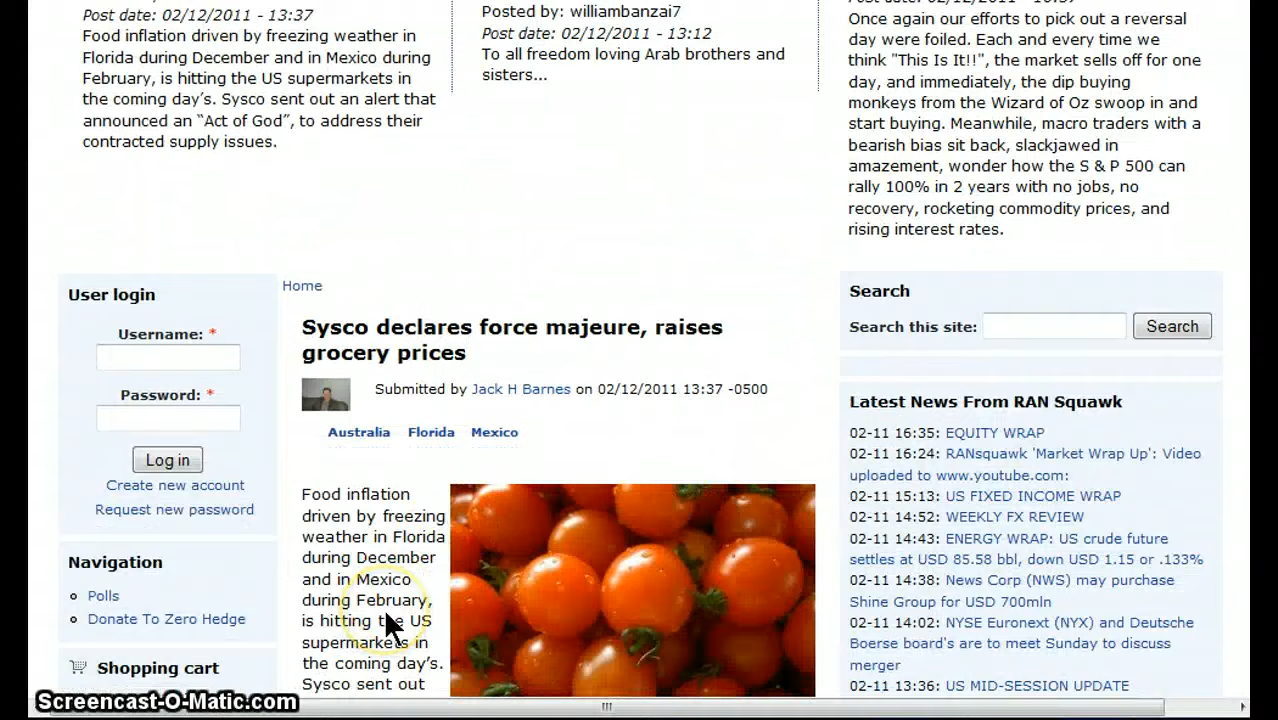 Post date: 02/12/2011 - 13:37
Food inflation driven by freezing weather in
Florida during December and in Mexico during
February, is hitting the US supermarkets in
the coming day’s. Sysco sent out an alert that
announced an “Act of God”, to address their
contracted supply issues.
Posted by: williambanzai7
Post date: 02/12/2011 - 13:12
To all freedom loving Arab brothers and
sisters...
Once again our efforts to pick out a reversal
day were foiled. Each and every time we
think "This Is It!!", the market sells off for one
day, and immediately, the dip buying
monkeys from the Wizard of Oz swoop in and
start buying. Meanwhile, macro traders with a
bearish bias sit back, slackjawed in
amazement, wonder how the S & P 500 can
rally 100% in 2 years with no jobs, no
recovery, rocketing commodity prices, and
rising interest rates.
User login
Username: *
Password: *
Log in
Create new account
Request new password
Navigation
Polls
Donate To Zero Hedge
Shopping cart
Home
Sysco declares force majeure, raises
grocery prices
Submitted by Jack H Barnes on 02/12/2011 13:37 -0500
Australia Florida Mexico
Food inflation
driven by freezing
weather in Florida
during December
and in Mexico
during February,
is hitting the US
supermarkets in
the coming day’s.
Sysco sent out
Search
Search this site:
Search
Latest News From RAN Squawk
02-11 16:35: EQUITY WRAP
02-11 16:24: RANsquawk 'Market Wrap Up': Video
uploaded to www.youtube.com:
02-11 15:13: US FIXED INCOME WRAP
02-11 14:52: WEEKLY FX REVIEW
02-11 14:43: ENERGY WRAP: US crude future
settles at USD 85.58 bbl, down USD 1.15 or .133%
02-11 14:38: News Corp (NWS) may purchase
Shine Group for USD 700mln
02-11 14:02: NYSE Euronext (NYX) and Deutsche
Boerse board's are to meet Sunday to discuss
merger
02-11 13:36: US MID-SESSION UPDATE
Screencast-O-Matic.com